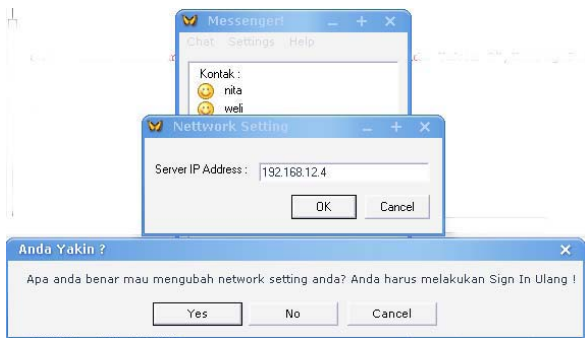 Messenger!
Chat Settings Help
Kontak :
nita
weli
Nettwork Setting
Server IP Address : 192.168.12.4
OK Cancel
Anda Yakin ?
Apa anda benar mau mengubah network setting anda? Anda harus melakukan Sign In Ulang !
Yes No Cancel